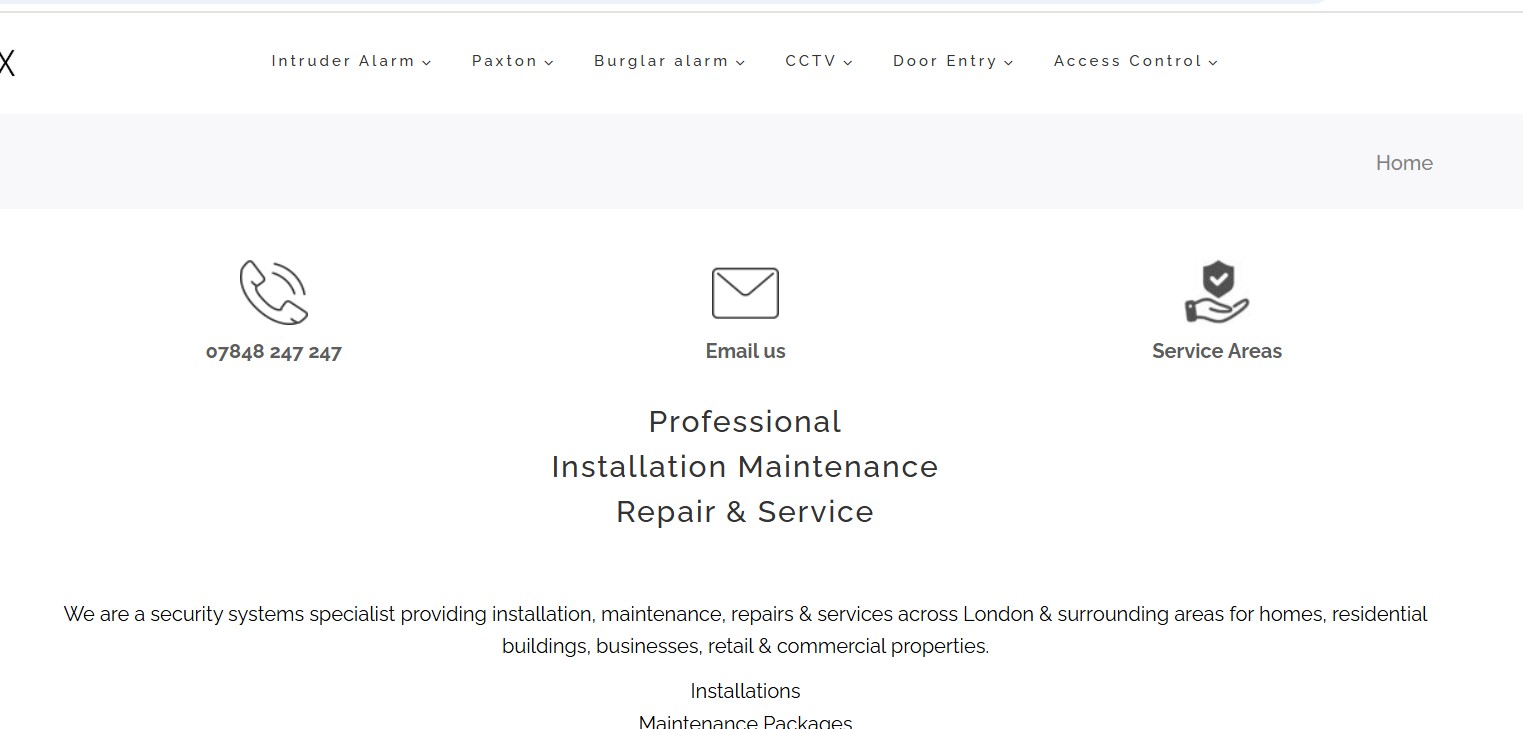 X
Intruder Alarm Paxton Burglar alarm CCTV Door Entry Access Control
Home
07848 247 247
Email us
Service Areas
Professional
Installation Maintenance
Repair & Service
We are a security systems specialist providing installation, maintenance, repairs & services across London & surrounding areas for homes, residential
buildings, businesses, retail & commercial properties.
Installations
Maintenance Packages